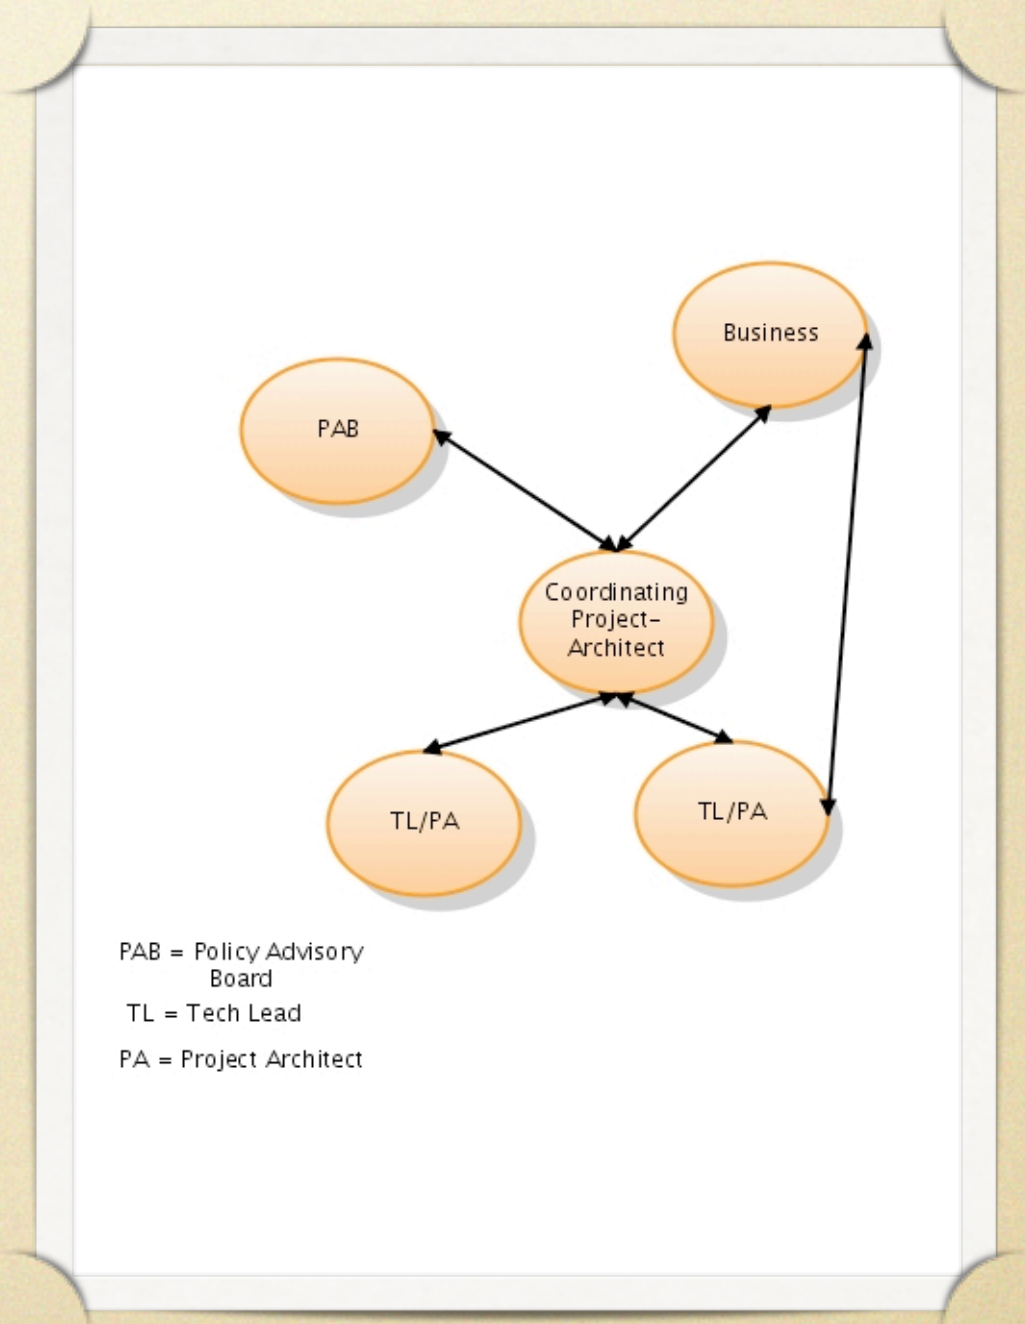 Business
PAB
Coordinating
Project-
Architect
TL/PA
TL/PA
PAB = Policy Advisory
Board
TL = Tech Lead
PA = Project Architect